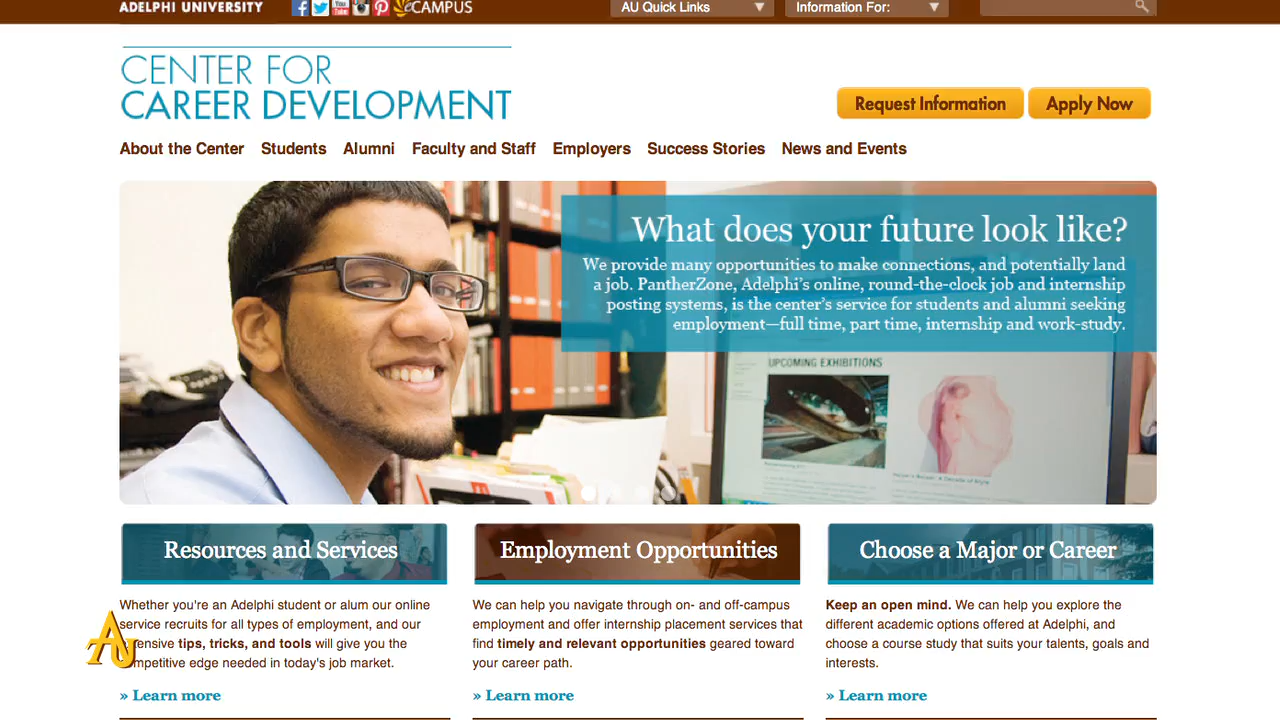 ADELPHI UNIVERSITY
You Tube
eCAMPUS
AU Quick Links
Information For:
CENTER FOR
CAREER DEVELOPMENT
Request Information
Apply Now
About the Center
Students
Alumni
Faculty and Staff
Employers
Success Stories
News and Events
What does your future look like?
We provide many opportunities to make connections, and potentially land
a job. PantherZone, Adelphi's online, round-the-clock job and internship
posting systems, is the center's service for students and alumni seeking
employment—full time, part time, internship and work-study.
UPCOMING EXHIBITIONS
Resources and Services
Whether you're an Adelphi student or alum our online
service recruits for all types of employment, and our
ensive tips, tricks, and tools will give you the
mpetitive edge needed in today's job market.
» Learn more
Employment Opportunities
We can help you navigate through on- and off-campus
employment and offer internship placement services that
find timely and relevant opportunities geared toward
your career path.
» Learn more
Choose a Major or Career
Keep an open mind. We can help you explore the
different academic options offered at Adelphi, and
choose a course study that suits your talents, goals and
interests.
» Learn more
AU